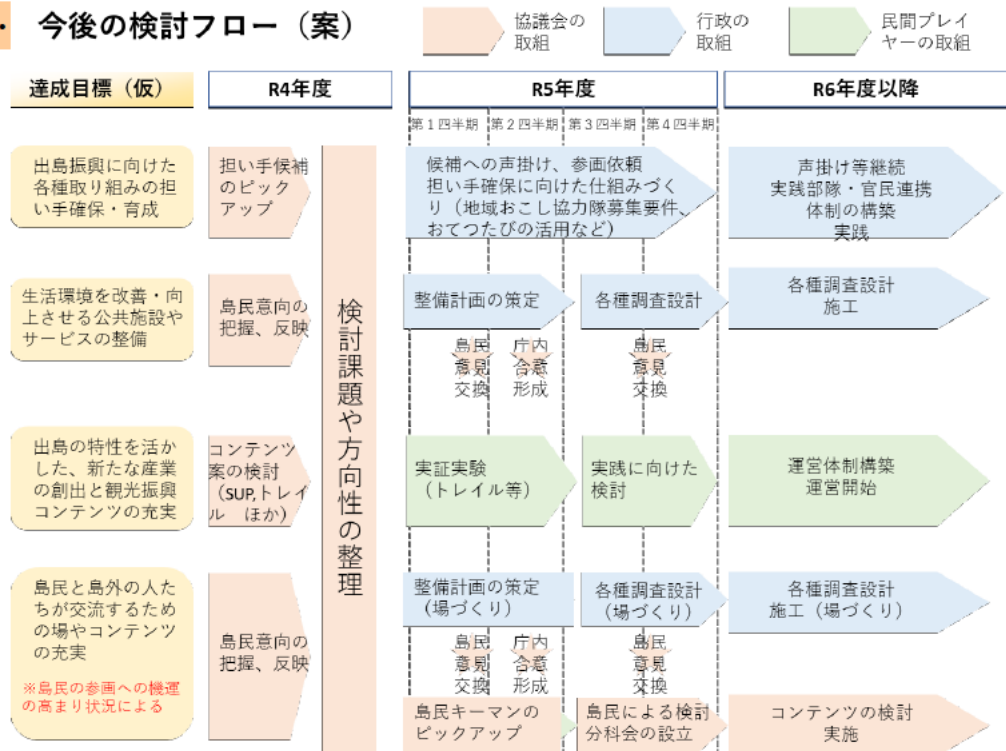 今後の検討フロー（案）
協議会の
取組
行政の
取組
民間プレイ
ヤーの取組
達成目標（仮）
R4年度
R5年度
R6年度以降
第１四半期
第２四半期
第３四半期
第４四半期
検討課題や方向性の整理
出島振興に向けた
各種取り組みの担
い手確保・育成
担い手候補
のピック
アップ
候補への声掛け、参画依頼
担い手確保に向けた仕組みづく
り（地域おこし協力隊募集要件、
おてつたびの活用など）
声掛け等継続
実践部隊・官民連携
体制の構築
実践
生活環境を改善・向
上させる公共施設や
サービスの整備
島民意向の
把握、反映
整備計画の策定
各種調査設計
各種調査設計
施工
島民
意見
交換
庁内
合意
形成
島民
意見
交換
出島の特性を活か
した、新たな産業
の創出と観光振興
コンテンツの充実
コンテンツ
案の検討
（SUP,トレイ
ル　ほか）
実証実験
（トレイル等）
実践に向けた
検討
運営体制構築
運営開始
島民と島外の人た
ちが交流するため
の場やコンテンツ
の充実
※島民の参画への機運
の高まり状況による
島民意向の
把握、反映
整備計画の策定
（場づくり）
各種調査設計
（場づくり）
各種調査設計
施工（場づくり）
島民
意見
交換
庁内
合意
形成
島民
意見
交換
島民キーマンの
ピックアップ
島民による検討
分科会の設立
コンテンツの検討
実施